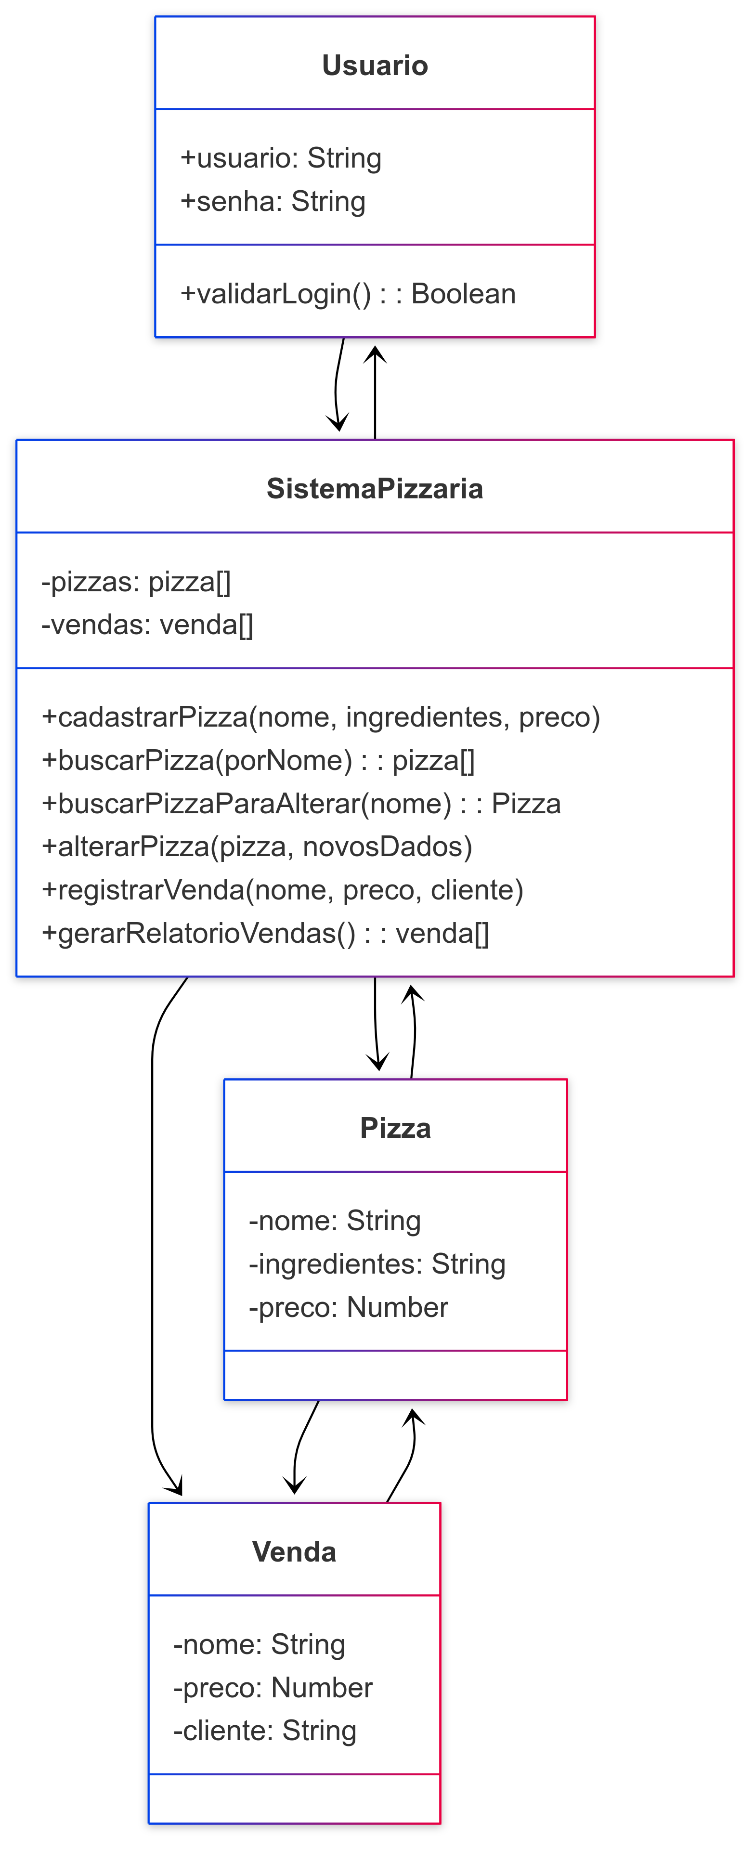 Usuario
+usuario: String
+senha: String
+validarLogin() : : Boolean
SistemaPizzaria
-pizzas: pizza[]
-vendas: venda[]
+cadastrarPizza(nome, ingredientes, preco)
+buscarPizza(porNome) : : pizza[]
+buscarPizzaParaAlterar(nome) : : Pizza
+alterarPizza(pizza, novosDados)
+registrarVenda(nome, preco, cliente)
+gerarRelatorioVendas() : : venda[]
Pizza
-nome: String
-ingredientes: String
-preco: Number
Venda
-nome: String
-preco: Number
-cliente: String